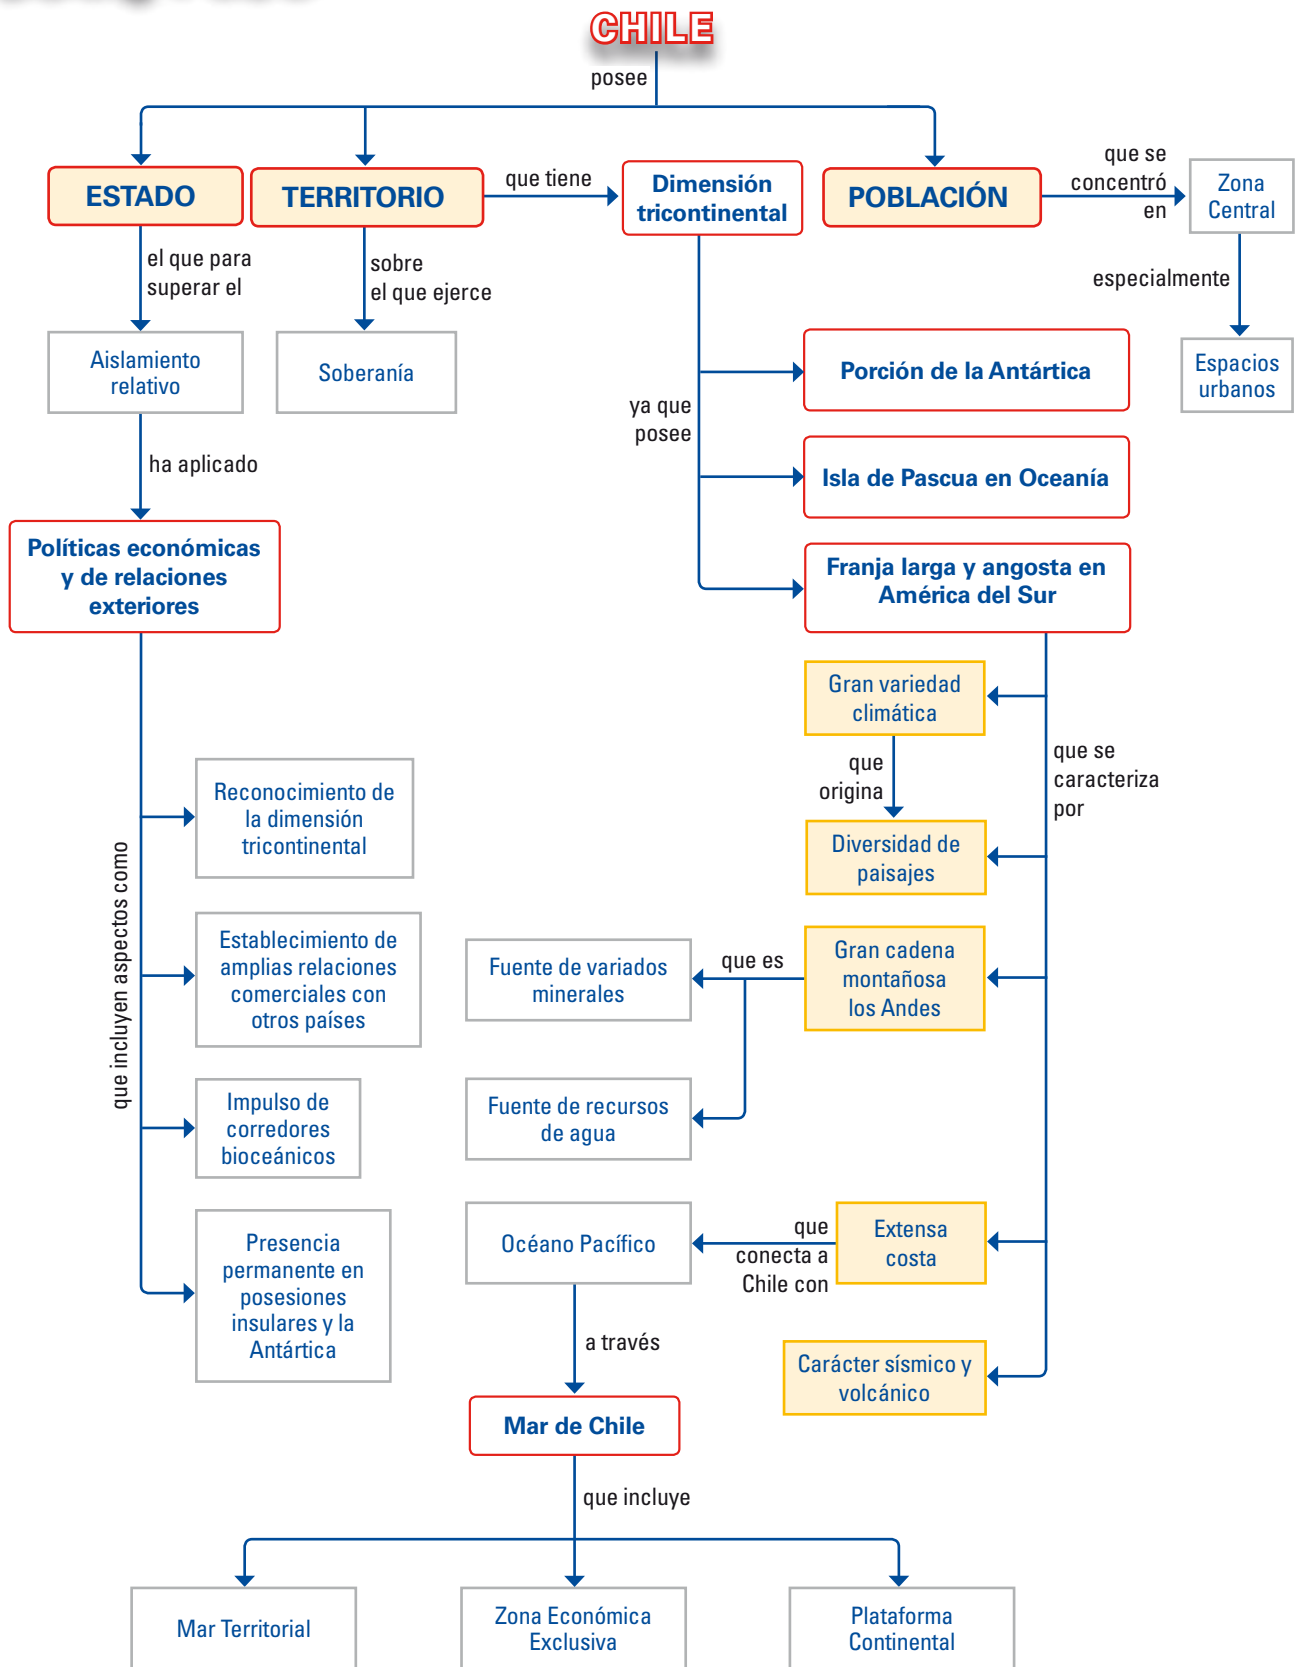 CHILE
posee
ESTADO
TERRITORIO
que tiene
Dimensión
tricontinental
POBLACIÓN
que se
concentró
en
Zona
Central
el que para
superar el
sobre
el que ejerce
especialmente
Aislamiento
relativo
Soberanía
Espacios
urbanos
ya que
posee
Porción de la Antártica
Isla de Pascua en Oceanía
Franja larga y angosta en
América del Sur
ha aplicado
Políticas económicas
y de relaciones
exteriores
que incluyen aspectos como
Reconocimiento de
la dimensión
tricontinental
Establecimiento de
amplias relaciones
comerciales con
otros países
Impulso de
corredores
bioceánicos
Presencia
permanente en
posesiones
insulares y la
Antártica
que se
caracteriza
por
Gran variedad
climática
que
origina
Diversidad de
paisajes
Gran cadena
montañosa
los Andes
que es
Fuente de variados
minerales
Fuente de recursos
de agua
Extensa
costa
que
conecta a
Chile con
Océano Pacífico
Carácter sísmico y
volcánico
a través
Mar de Chile
que incluye
Mar Territorial
Zona Económica
Exclusiva
Plataforma
Continental